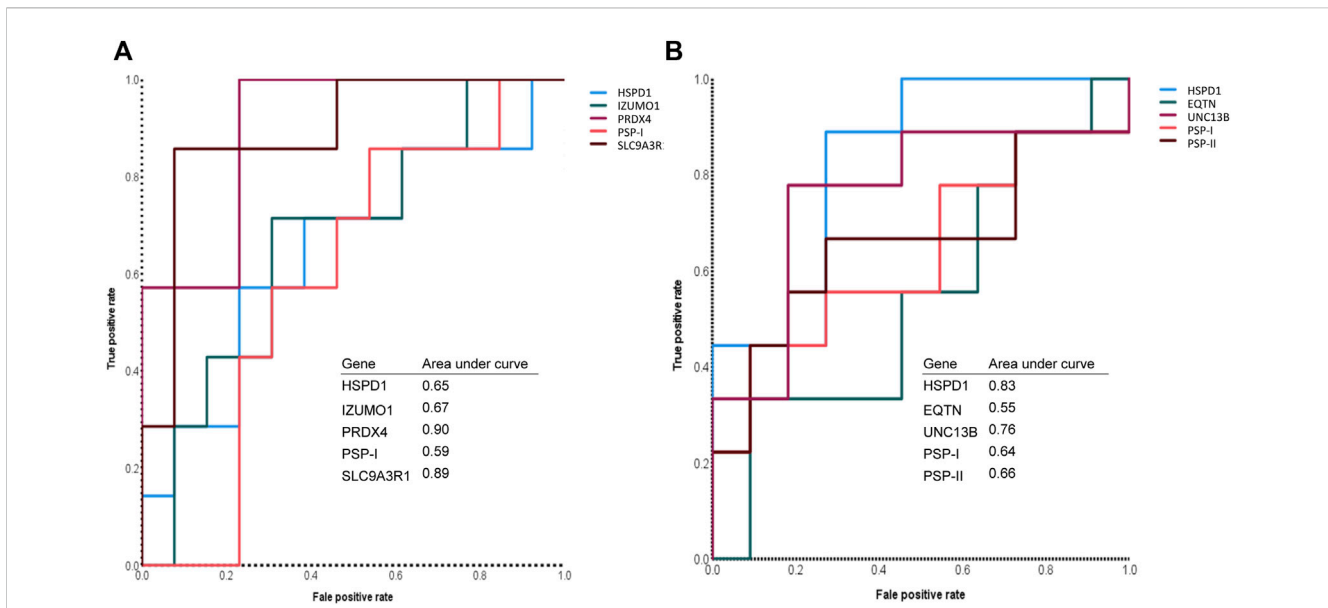 A
1.0
0.8
0.6
0.4
0.2
0.0
True positive rate
0.0 0.2 0.4 0.6 0.8 1.0
Fale positive rate
HSPD1
IZUMO1
PRDX4
PSP-I
SLC9A3R
Gene Area under curve
HSPD1 0.65
IZUMO1 0.67
PRDX4 0.90
PSP-I 0.59
SLC9A3R1 0.89
B
1.0
0.8
0.6
0.4
0.2
0.0
True positive rate
0.0 0.2 0.4 0.6 0.8 1.0
Fale positive rate
HSPD1
EQTN
UNC13B
PSP-I
PSP-II
Gene Area under curve
HSPD1 0.83
EQTN 0.55
UNC13B 0.76
PSP-I 0.64
PSP-II 0.66